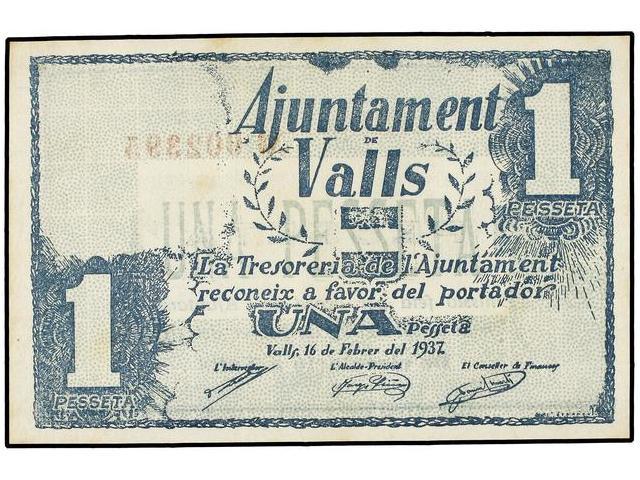 Ajuntament
DE
Valls
1
PESSETA
La Tresoreria de l'Ajuntament
reconeix a favor del portador
UNA Pesseta
Valls, 16 de Febrer del 1937.
L'Interventor L'Alcalde-President El Conseller de Finances
1
PESSETA